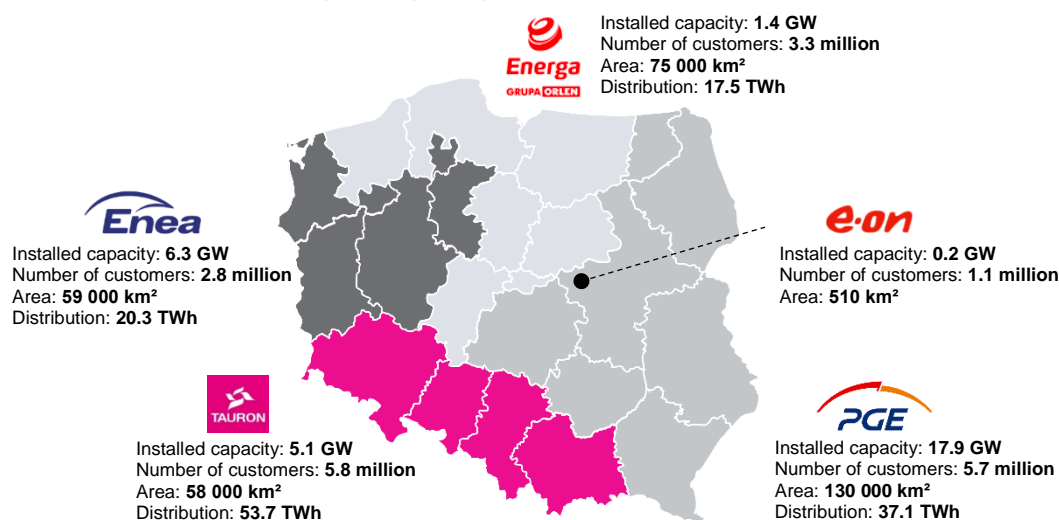 Energa
GRUPA ORLEN
Installed capacity: 1.4 GW
Number of customers: 3.3 million
Area: 75 000 km²
Distribution: 17.5 TWh
Enea
Installed capacity: 6.3 GW
Number of customers: 2.8 million
Area: 59 000 km²
Distribution: 20.3 TWh
e·on
Installed capacity: 0.2 GW
Number of customers: 1.1 million
Area: 510 km²
TAURON
Installed capacity: 5.1 GW
Number of customers: 5.8 million
Area: 58 000 km²
Distribution: 53.7 TWh
PGE
Installed capacity: 17.9 GW
Number of customers: 5.7 million
Area: 130 000 km²
Distribution: 37.1 TWh